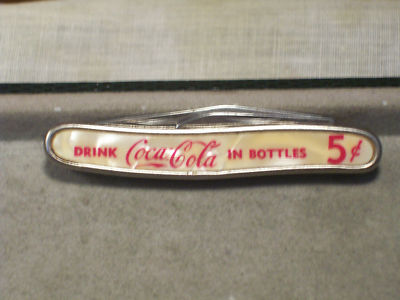 DRINK Coca-Cola IN BOTTLES 5¢